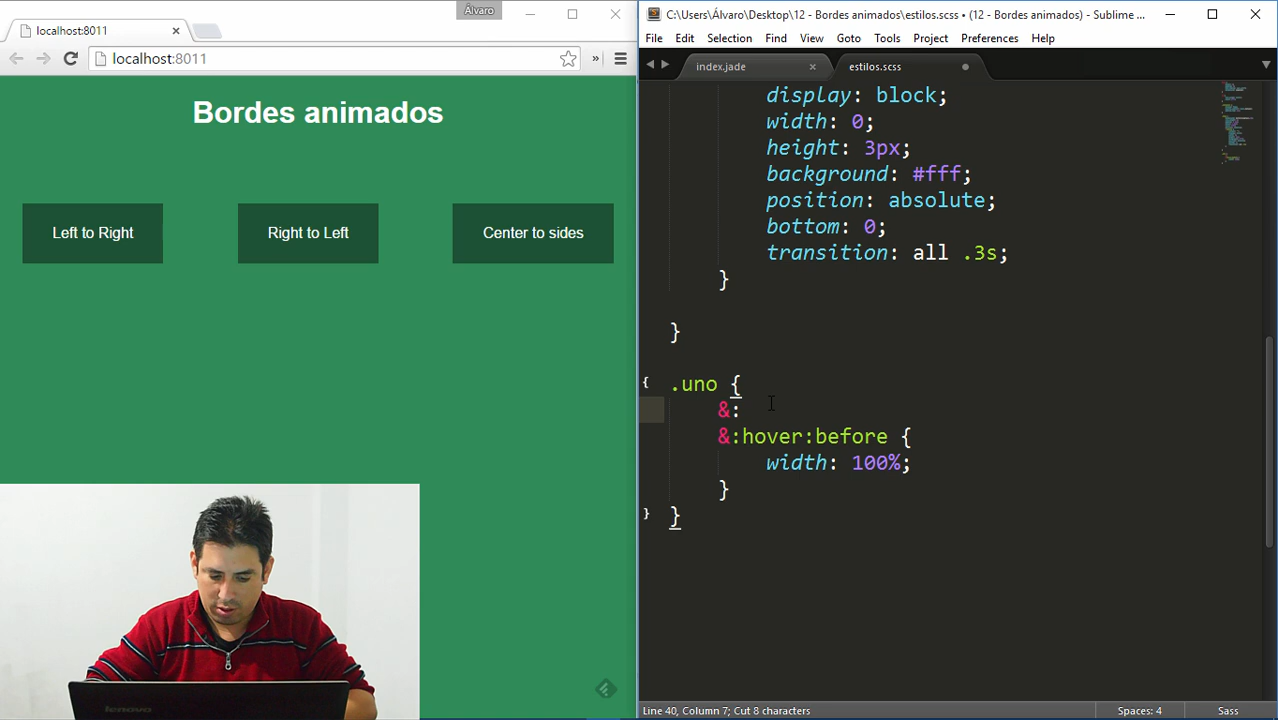 Álvaro
localhost:8011
localhost:8011
Bordes animados
Left to Right
Right to Left
Center to sides
lenovo
C:\Users\Álvaro\Desktop\12 - Bordes animados\estilos.scss • (12 - Bordes animados) - Sublime ...
File Edit Selection Find View Goto Tools Project Preferences Help
index.jade
estilos.scss
display: block;
width: 0;
height: 3px;
background: #fff;
position: absolute;
bottom: 0;
transition: all .3s;
}
}
.uno {
&:
&:hover:before {
width: 100%;
}
}
Line 40, Column 7; Cut 8 characters
Spaces: 4
Sass